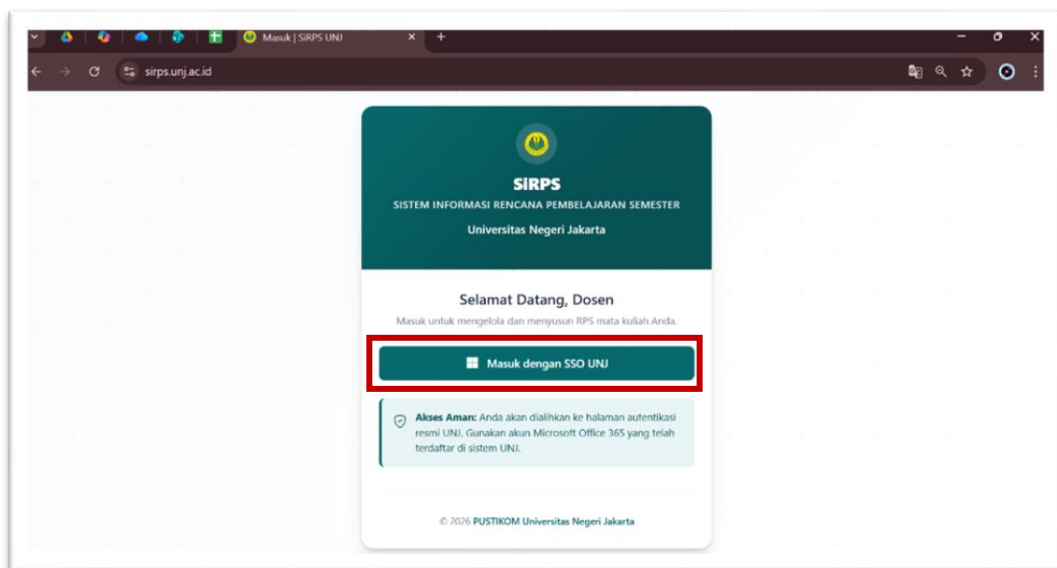 Masuk | SiRPS UNJ
sirps.unj.ac.id
SiRPS
SISTEM INFORMASI RENCANA PEMBELAJARAN SEMESTER
Universitas Negeri Jakarta
Selamat Datang, Dosen
Masuk untuk mengelola dan menyusun RPS mata kuliah Anda.
Masuk dengan SSO UNJ
Akses Aman: Anda akan dialihkan ke halaman autentikasi
resmi UNJ. Gunakan akun Microsoft Office 365 yang telah
terdaftar di sistem UNJ.
© 2026 PUSTIKOM Universitas Negeri Jakarta